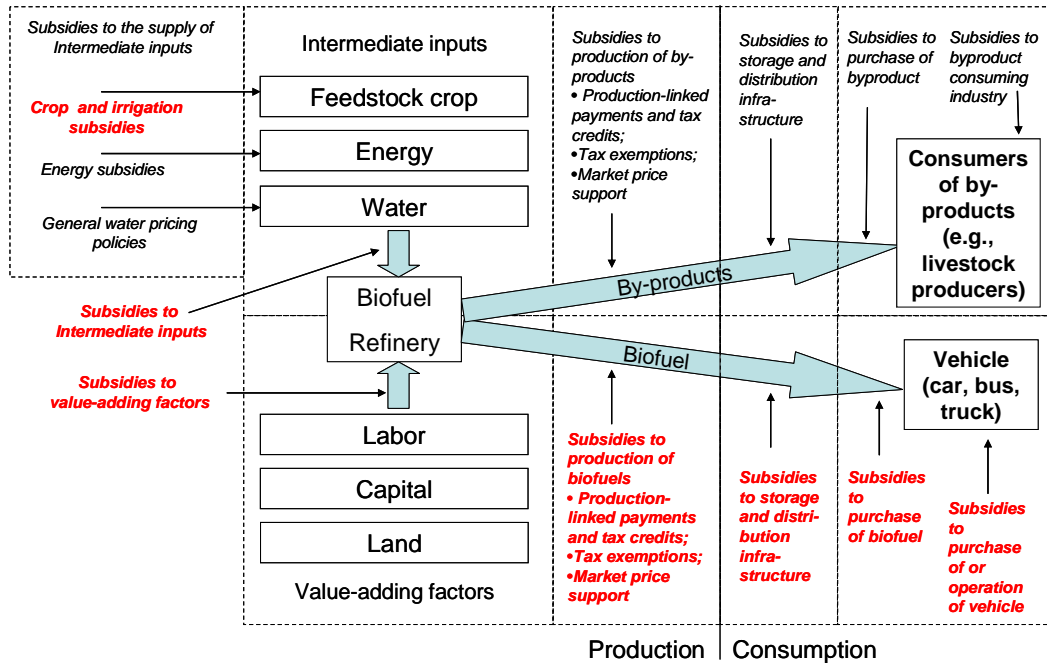 Subsidies to the supply of
Intermediate inputs
Crop and irrigation
subsidies
Energy subsidies
General water pricing
policies
Subsidies to
Intermediate inputs
Subsidies to
value-adding factors
Intermediate inputs
Feedstock crop
Energy
Water
Biofuel
Refinery
Labor
Capital
Land
Value-adding factors
Subsidies to
production of by-
products
• Production-linked
payments and tax
credits;
•Tax exemptions;
•Market price
support
Subsidies to
storage and
distribution
infra-
structure
Subsidies to
purchase of
byproduct
Subsidies to
byproduct
consuming
industry
By-products
Consumers
of by-
products
(e.g.,
livestock
producers)
Biofuel
Vehicle
(car, bus,
truck)
Subsidies to
production of
biofuels
• Production-
linked payments
and tax credits;
•Tax exemptions;
•Market price
support
Subsidies
to storage
and distri-
bution
infra-
structure
Subsidies
to
purchase
of biofuel
Subsidies
to
purchase
of or
operation
of vehicle
Production
Consumption